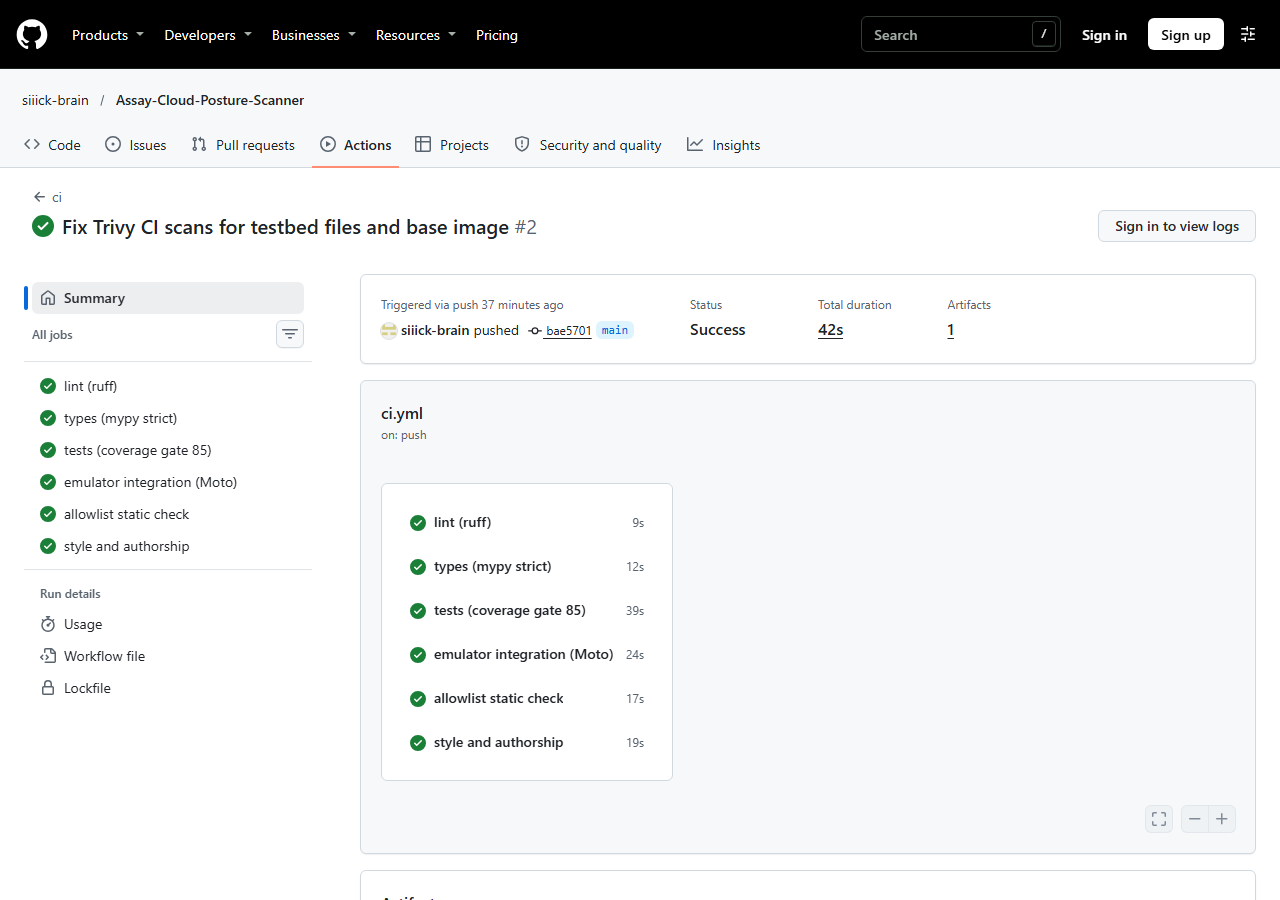 Products Developers Businesses Resources Pricing Search / Sign in Sign up
siiick-brain / Assay-Cloud-Posture-Scanner
Code Issues Pull requests Actions Projects Security and quality Insights
ci
Fix Trivy CI scans for testbed files and base image #2
Sign in to view logs
Summary
All jobs
lint (ruff)
types (mypy strict)
tests (coverage gate 85)
emulator integration (Moto)
allowlist static check
style and authorship
Run details
Usage
Workflow file
Lockfile
Triggered via push 37 minutes ago
siiick-brain pushed bae5701 main
Status
Success
Total duration
42s
Artifacts
1
ci.yml
on: push
lint (ruff) 9s
types (mypy strict) 12s
tests (coverage gate 85) 39s
emulator integration (Moto) 24s
allowlist static check 17s
style and authorship 19s